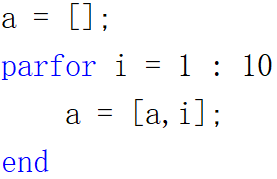 a = [];
parfor i = 1 : 10
    a = [a,i];
end